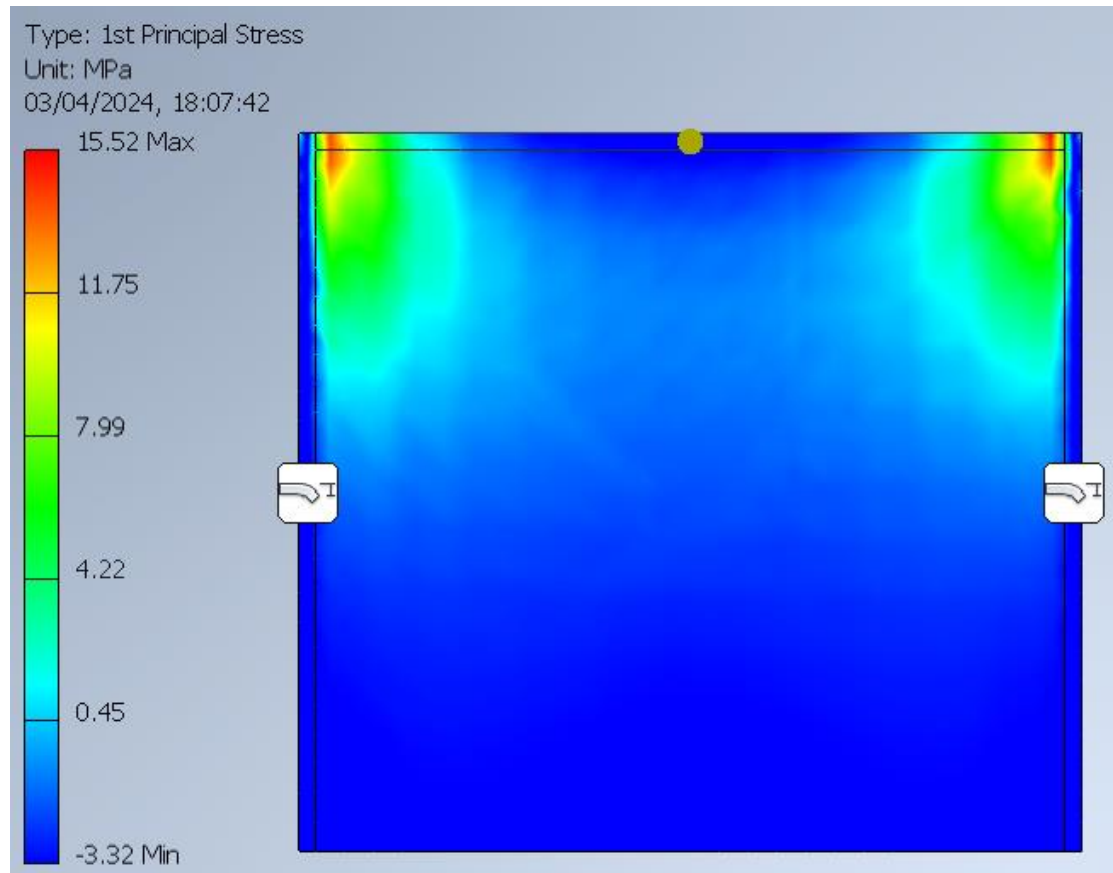 Type: 1st Principal Stress
Unit: MPa
03/04/2024, 18:07:42
15.52 Max
11.75
7.99
4.22
0.45
-3.32 Min